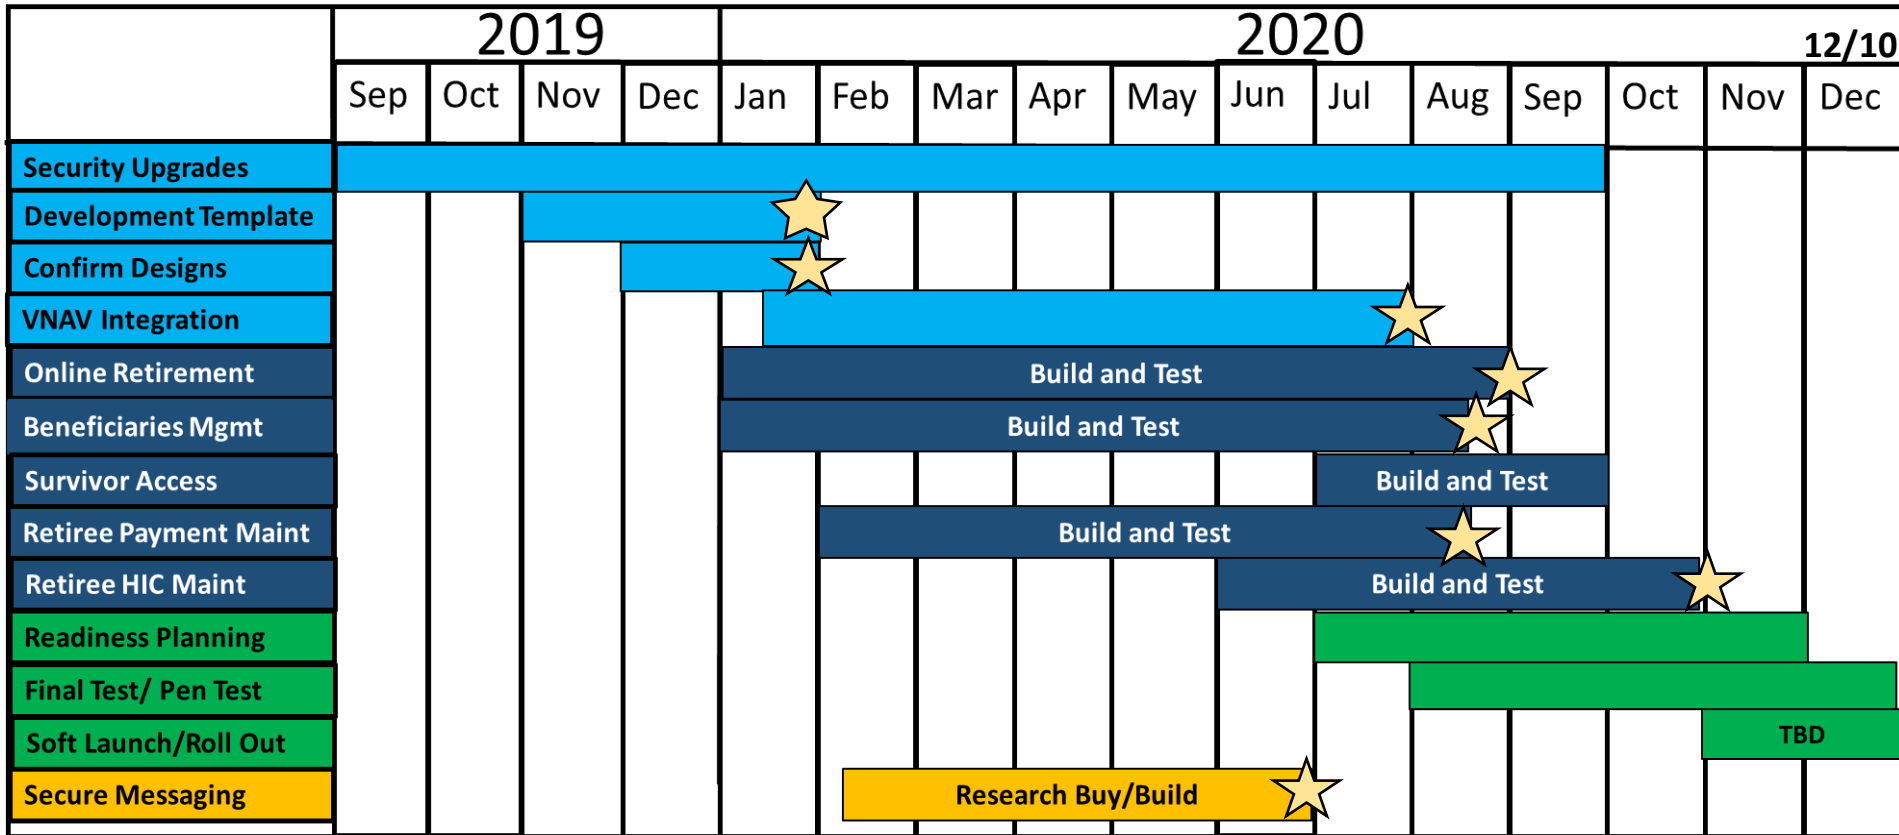 2019 2020 12/10
Sep Oct Nov Dec Jan Feb Mar Apr May Jun Jul Aug Sep Oct Nov Dec
Security Upgrades
Development Template
Confirm Designs
VNAV Integration
Online Retirement Build and Test
Beneficiaries Mgmt Build and Test
Survivor Access Build and Test
Retiree Payment Maint Build and Test
Retiree HIC Maint Build and Test
Readiness Planning
Final Test/ Pen Test
Soft Launch/Roll Out TBD
Secure Messaging Research Buy/Build